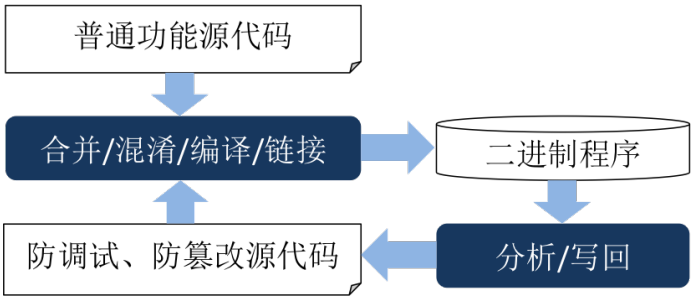 普通功能源代码
合并/混淆/编译/链接
二进制程序
防调试、防篡改源代码
分析/写回